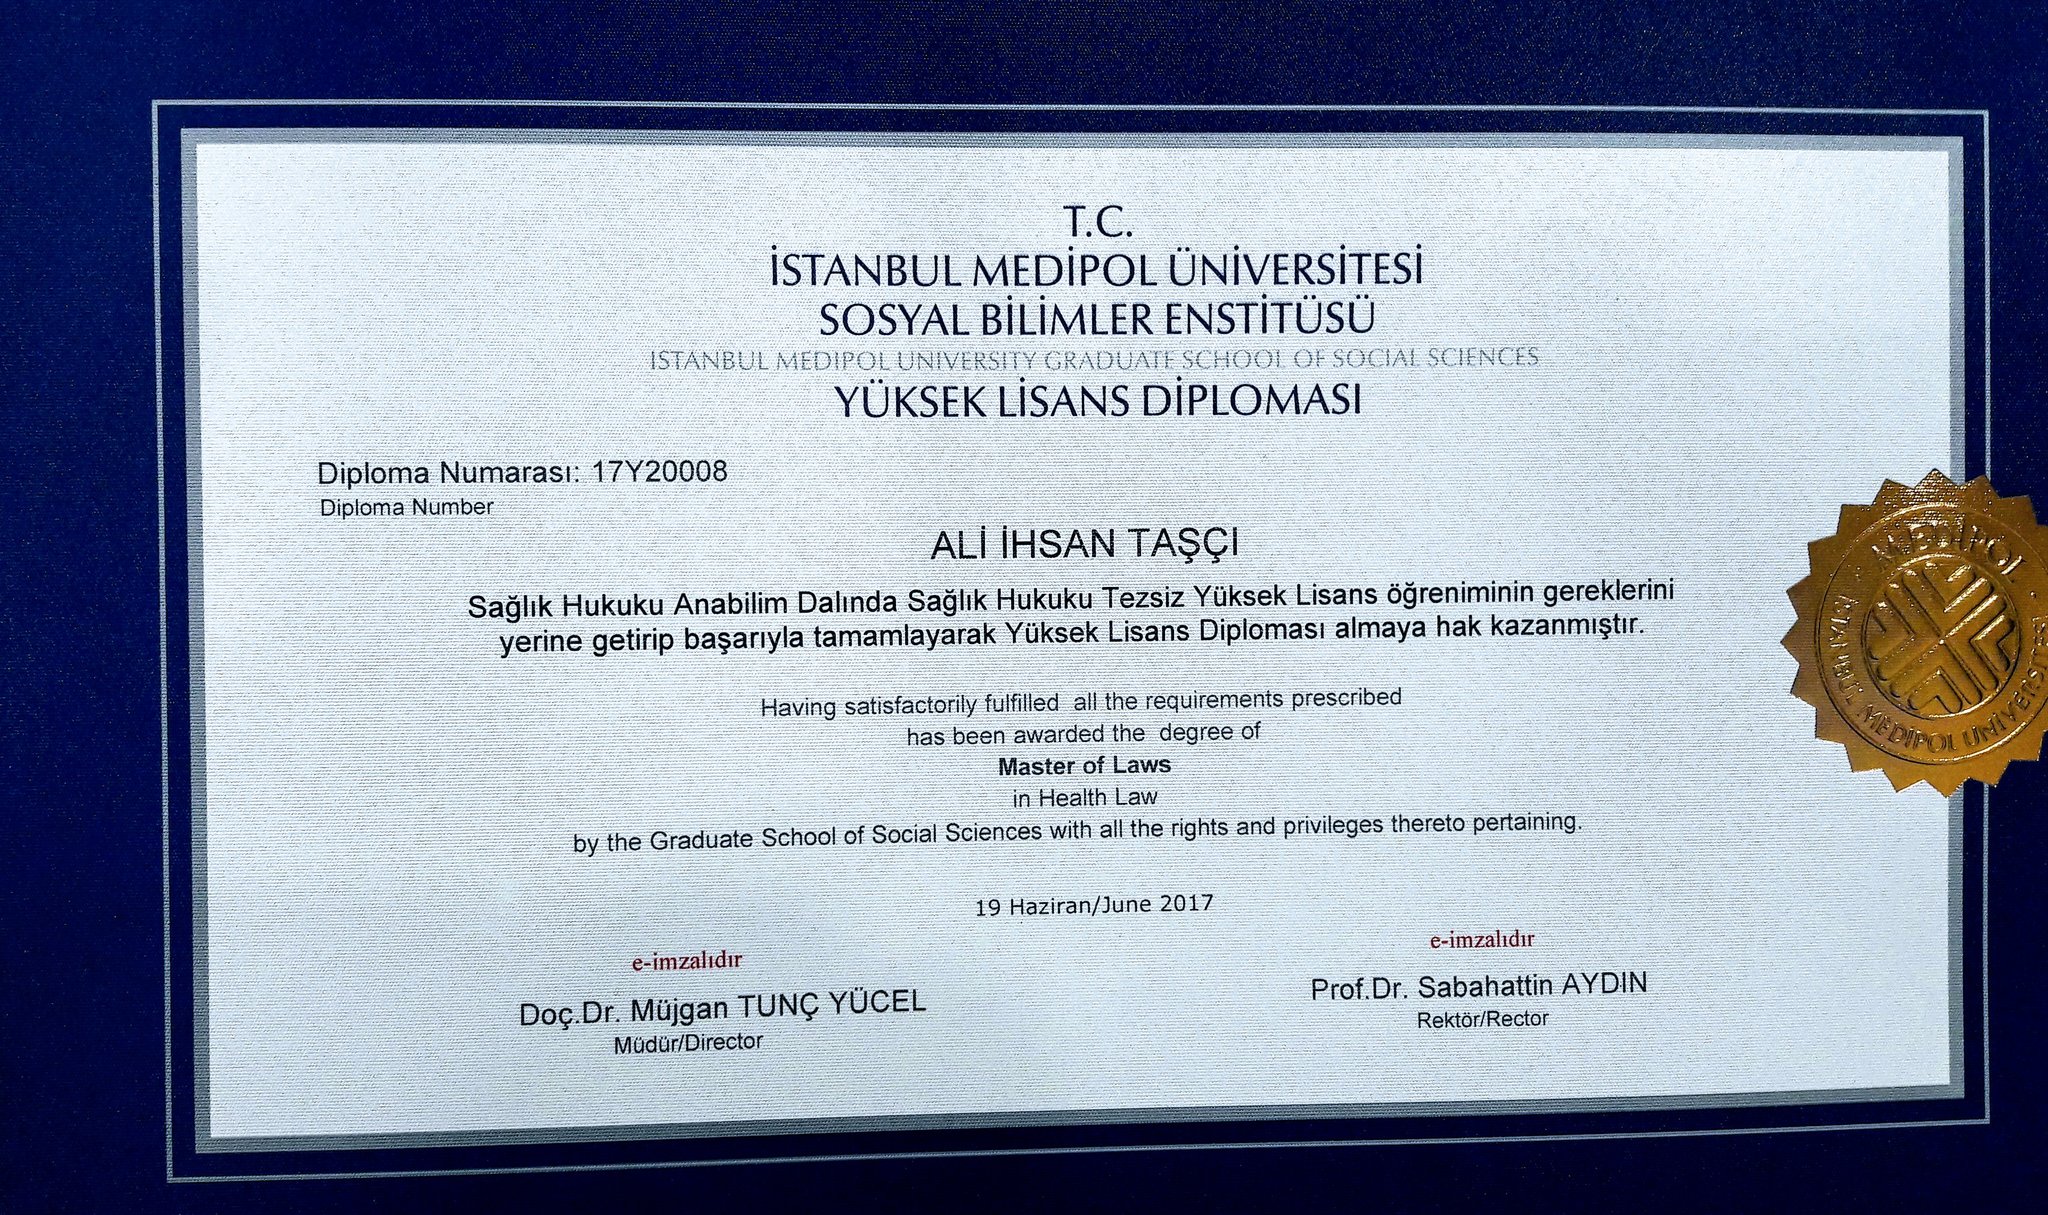 T.C.
İSTANBUL MEDİPOL ÜNİVERSİTESİ
SOSYAL BİLİMLER ENSTİTÜSÜ
ISTANBUL MEDIPOL UNIVERSITY GRADUATE SCHOOL OF SOCIAL SCIENCES
YÜKSEK LİSANS DİPLOMASI
Diploma Numarası: 17Y20008
Diploma Number
ALİ İHSAN TAŞÇI
Sağlık Hukuku Anabilim Dalında Sağlık Hukuku Tezsiz Yüksek Lisans öğreniminin gereklerini
yerine getirip başarıyla tamamlayarak Yüksek Lisans Diploması almaya hak kazanmıştır.
Having satisfactorily fulfilled all the requirements prescribed
has been awarded the degree of
Master of Laws
in Health Law
by the Graduate School of Social Sciences with all the rights and privileges thereto pertaining.
19 Haziran/June 2017
e-imzalıdır
Doç.Dr. Müjgan TUNÇ YÜCEL
Müdür/Director
e-imzalıdır
Prof.Dr. Sabahattin AYDIN
Rektör/Rector
MEDİPOL
MEDİPOL ÜNİVERSİTESİ